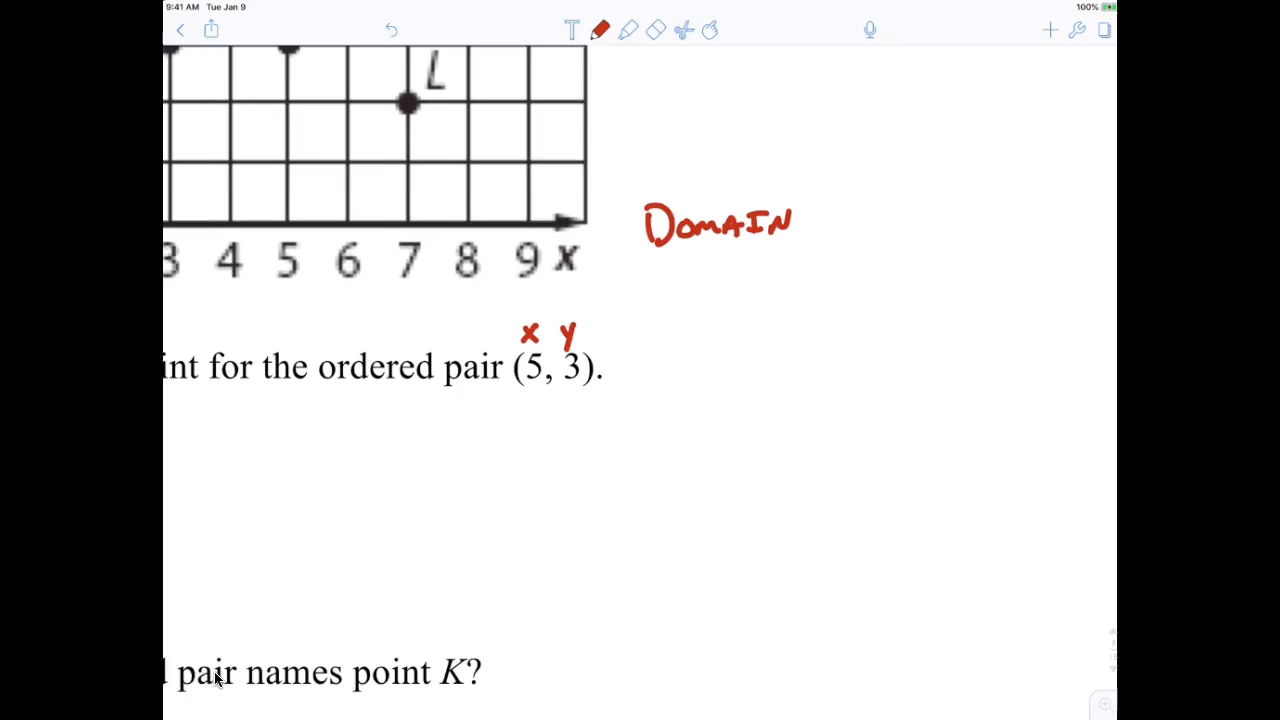 9:41 AM Tue Jan 9
100%
T
L
DOMAIN
3 4 5 6 7 8 9 x
x y
int for the ordered pair (5, 3).
pair names point K?